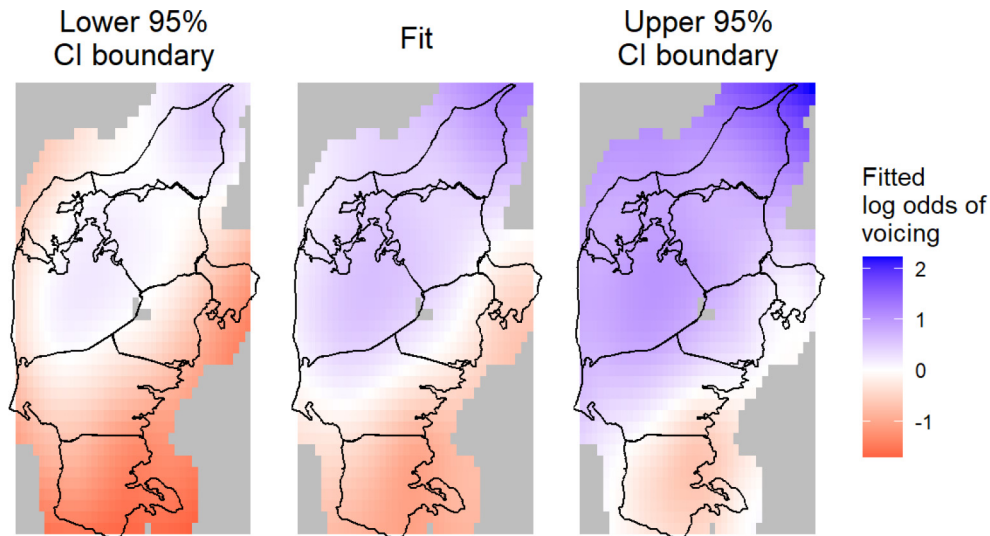 Lower 95%
CI boundary
Fit
Upper 95%
CI boundary
Fitted
log odds of
voicing
2
1
0
-1